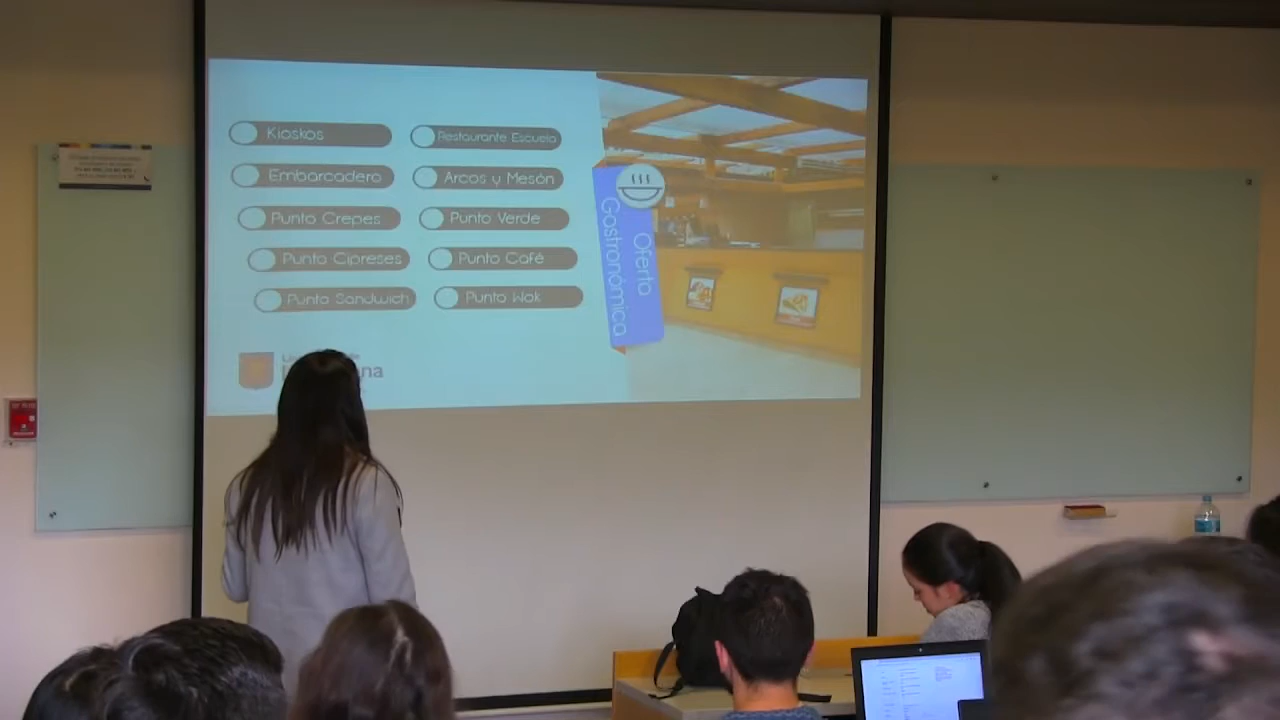 Kioskos
Embarcadero
Punto Crepes
Punto Cipreses
Punto Sandwich
Restaurante Escuela
Arcos y Mesón
Punto Verde
Punto Café
Punto Wok
Oferta
Gastronómica